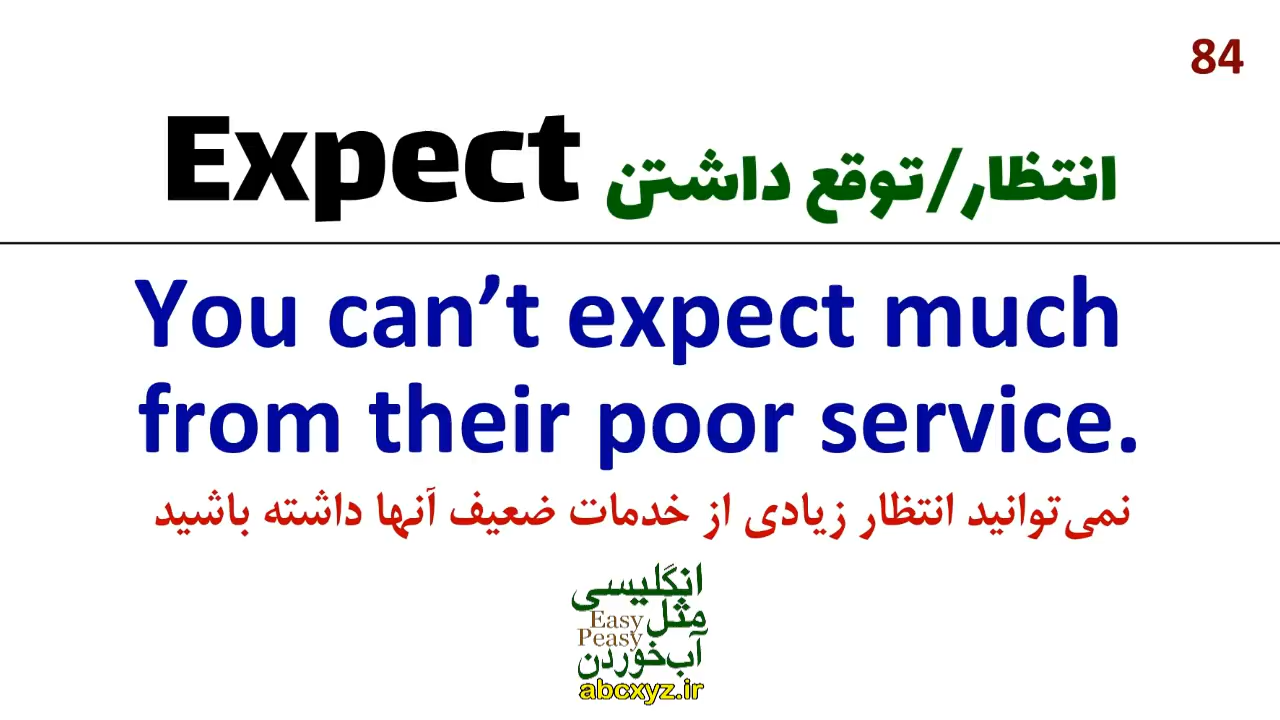 84
Expect انتظار/توقع داشتن
You can’t expect much
from their poor service.
نمی‌توانید انتظار زیادی از خدمات ضعیف آنها داشته باشید
انگلیسی
مثل Easy
Peasy
آب‌خوردن
abcxyz.ir